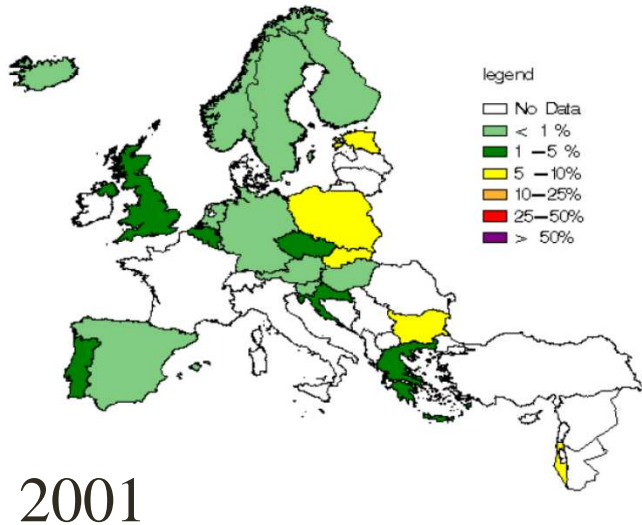 legend
No Data
< 1 %
1 –5 %
5 –10%
10–25%
25–50%
> 50%
2001